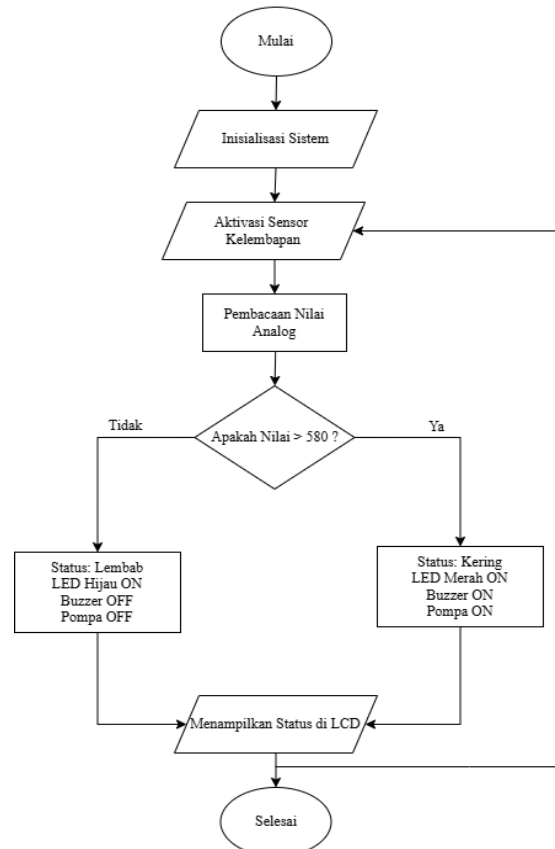 Mulai
Inisialisasi Sistem
Aktivasi Sensor
Kelembapan
Pembacaan Nilai
Analog
Apakah Nilai > 580 ?
Tidak
Ya
Status: Lembab
LED Hijau ON
Buzzer OFF
Pompa OFF
Status: Kering
LED Merah ON
Buzzer ON
Pompa ON
Menampilkan Status di LCD
Selesai